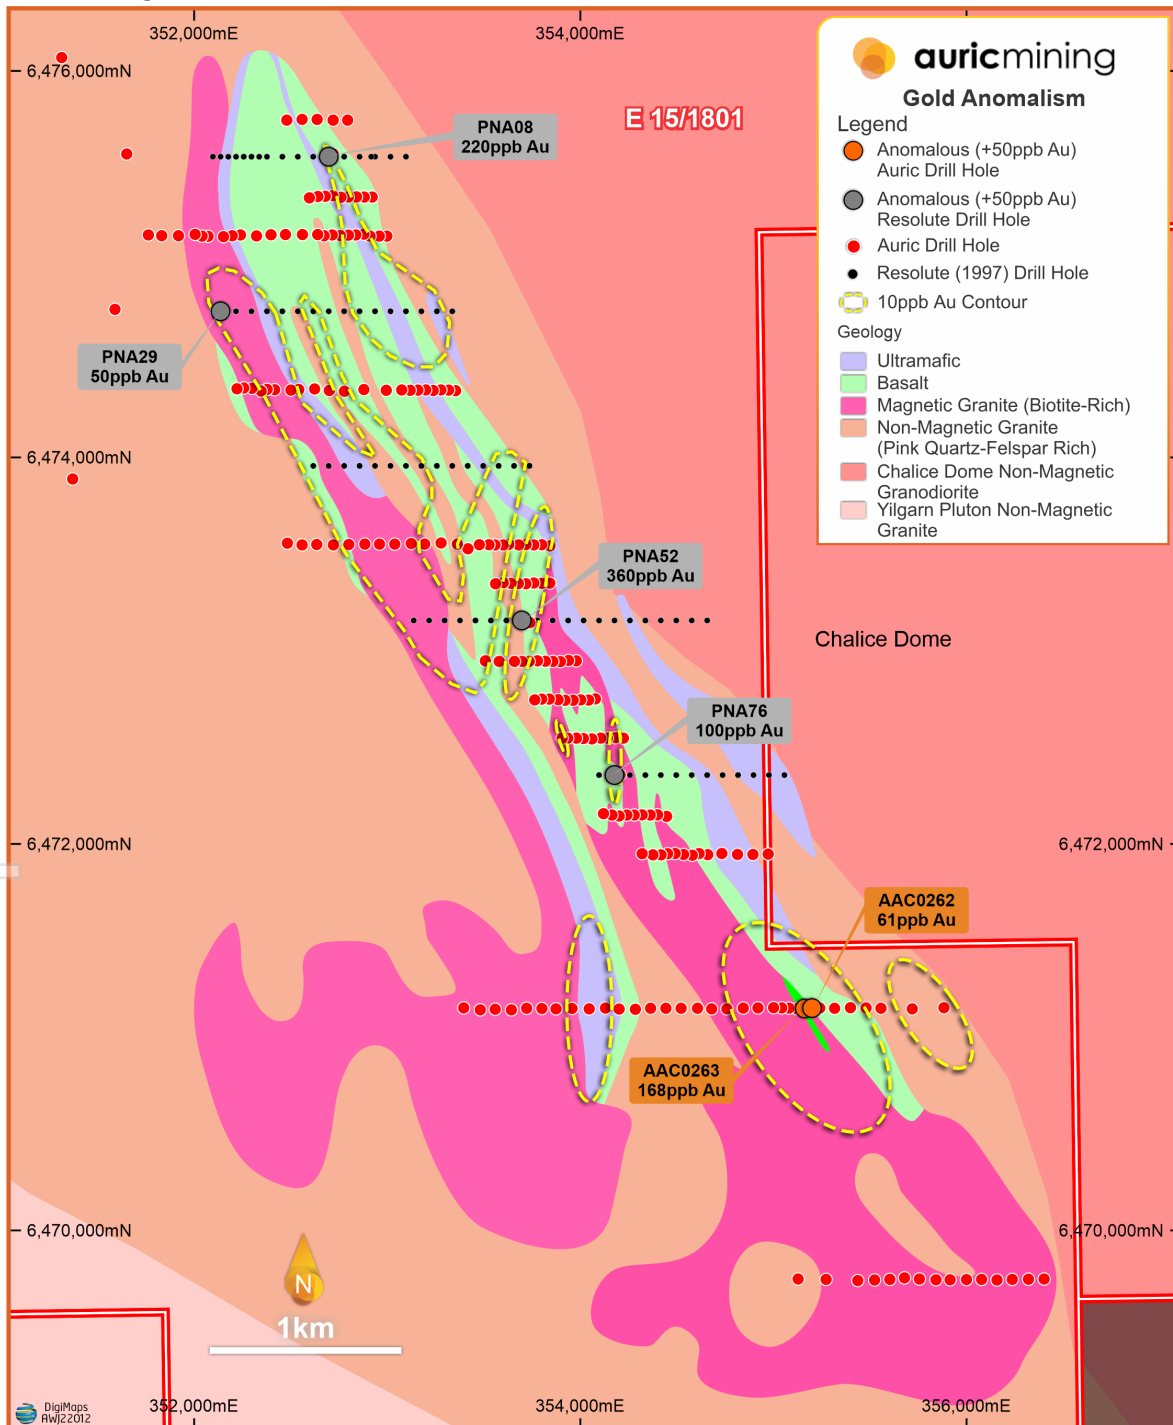 352,000mE
354,000mE
6,476,000mN
auricmining
Gold Anomalism
Legend
Anomalous (+50ppb Au)
Auric Drill Hole
Anomalous (+50ppb Au)
Resolute Drill Hole
Auric Drill Hole
Resolute (1997) Drill Hole
10ppb Au Contour
Geology
Ultramafic
Basalt
Magnetic Granite (Biotite-Rich)
Non-Magnetic Granite
(Pink Quartz-Felspar Rich)
Chalice Dome Non-Magnetic
Granodiorite
Yilgarn Pluton Non-Magnetic
Granite
E 15/1801
PNA08
220ppb Au
PNA29
50ppb Au
6,474,000mN
PNA52
360ppb Au
Chalice Dome
PNA76
100ppb Au
6,472,000mN
6,472,000mN
AAC0262
61ppb Au
AAC0263
168ppb Au
6,470,000mN
6,470,000mN
N
1km
DigiMaps
AWJ22012
352,000mE
354,000mE
356,000mE